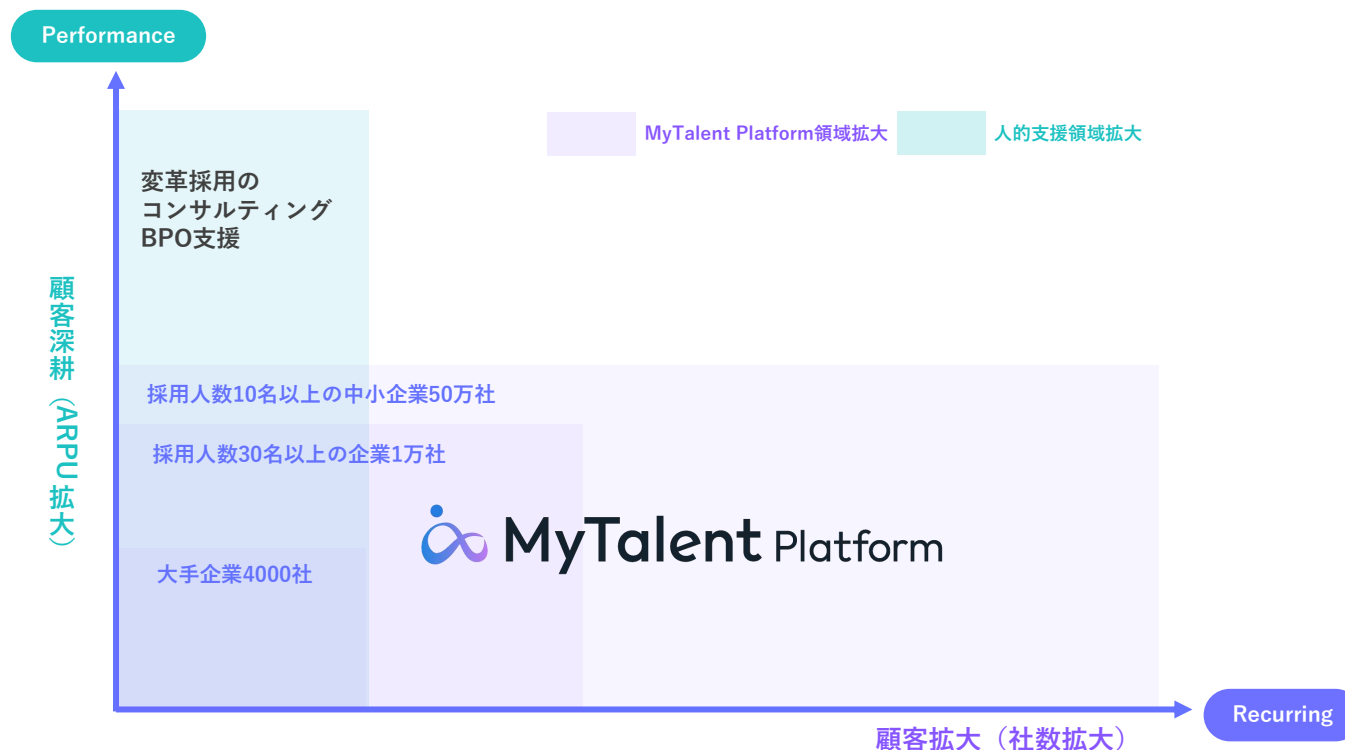 Performance
MyTalent Platform領域拡大
人的支援領域拡大
変革採用の
コンサルティング
BPO支援
顧客深耕（ARPU拡大）
採用人数10名以上の中小企業50万社
採用人数30名以上の企業1万社
MyTalent Platform
大手企業4000社
Recurring
顧客拡大（社数拡大）